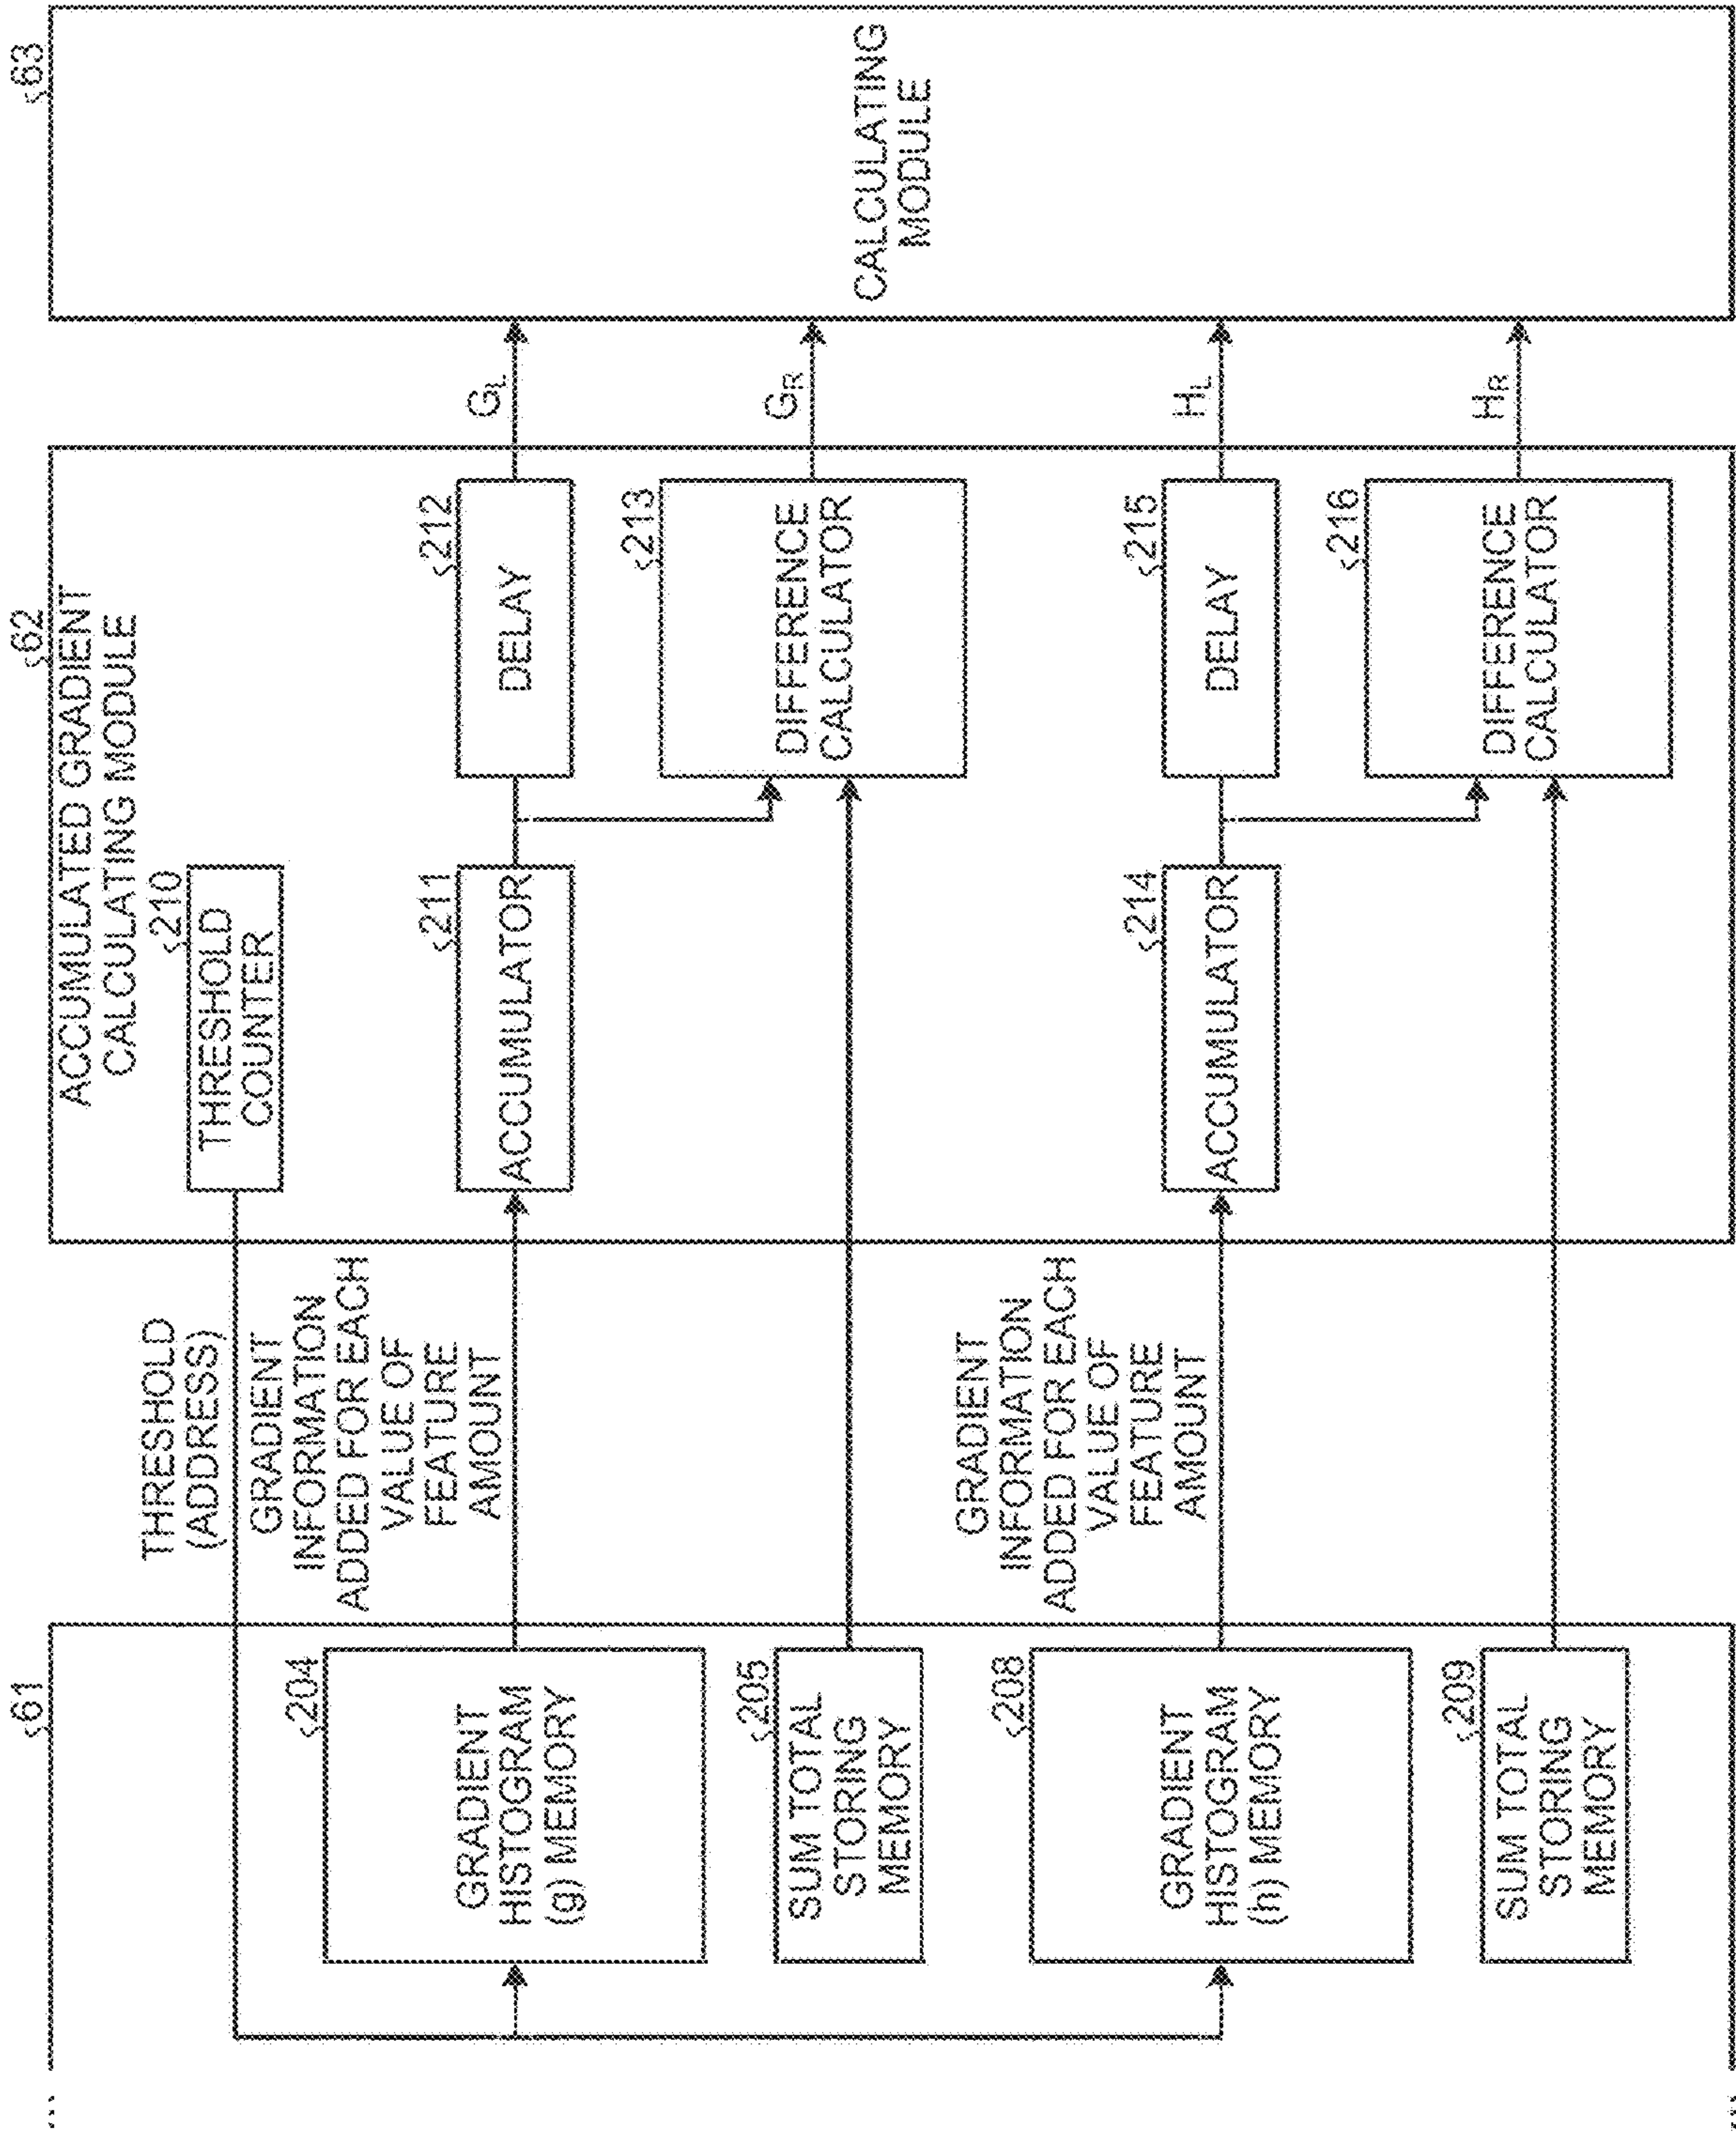 61
204
GRADIENT
HISTOGRAM
(g) MEMORY
205
SUM TOTAL
STORING
MEMORY
208
GRADIENT
HISTOGRAM
(h) MEMORY
209
SUM TOTAL
STORING
MEMORY
THRESHOLD
(ADDRESS)
GRADIENT
INFORMATION
ADDED FOR EACH
VALUE OF
FEATURE
AMOUNT
GRADIENT
INFORMATION
ADDED FOR EACH
VALUE OF
FEATURE
AMOUNT
62
ACCUMULATED GRADIENT
CALCULATING MODULE
210
THRESHOLD
COUNTER
211
ACCUMULATOR
212
DELAY
213
DIFFERENCE
CALCULATOR
214
ACCUMULATOR
215
DELAY
216
DIFFERENCE
CALCULATOR
GL
GR
HL
HR
63
CALCULATING
MODULE